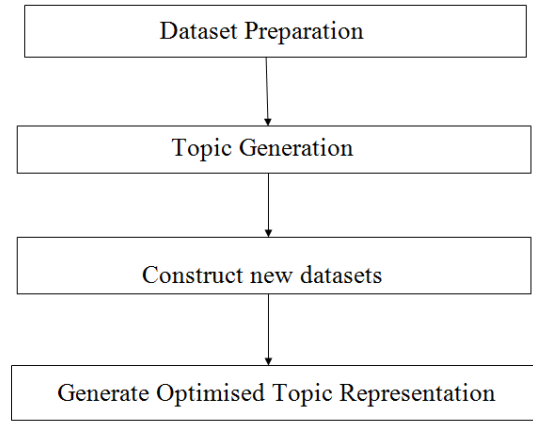 Dataset Preparation
Topic Generation
Construct new datasets
Generate Optimised Topic Representation